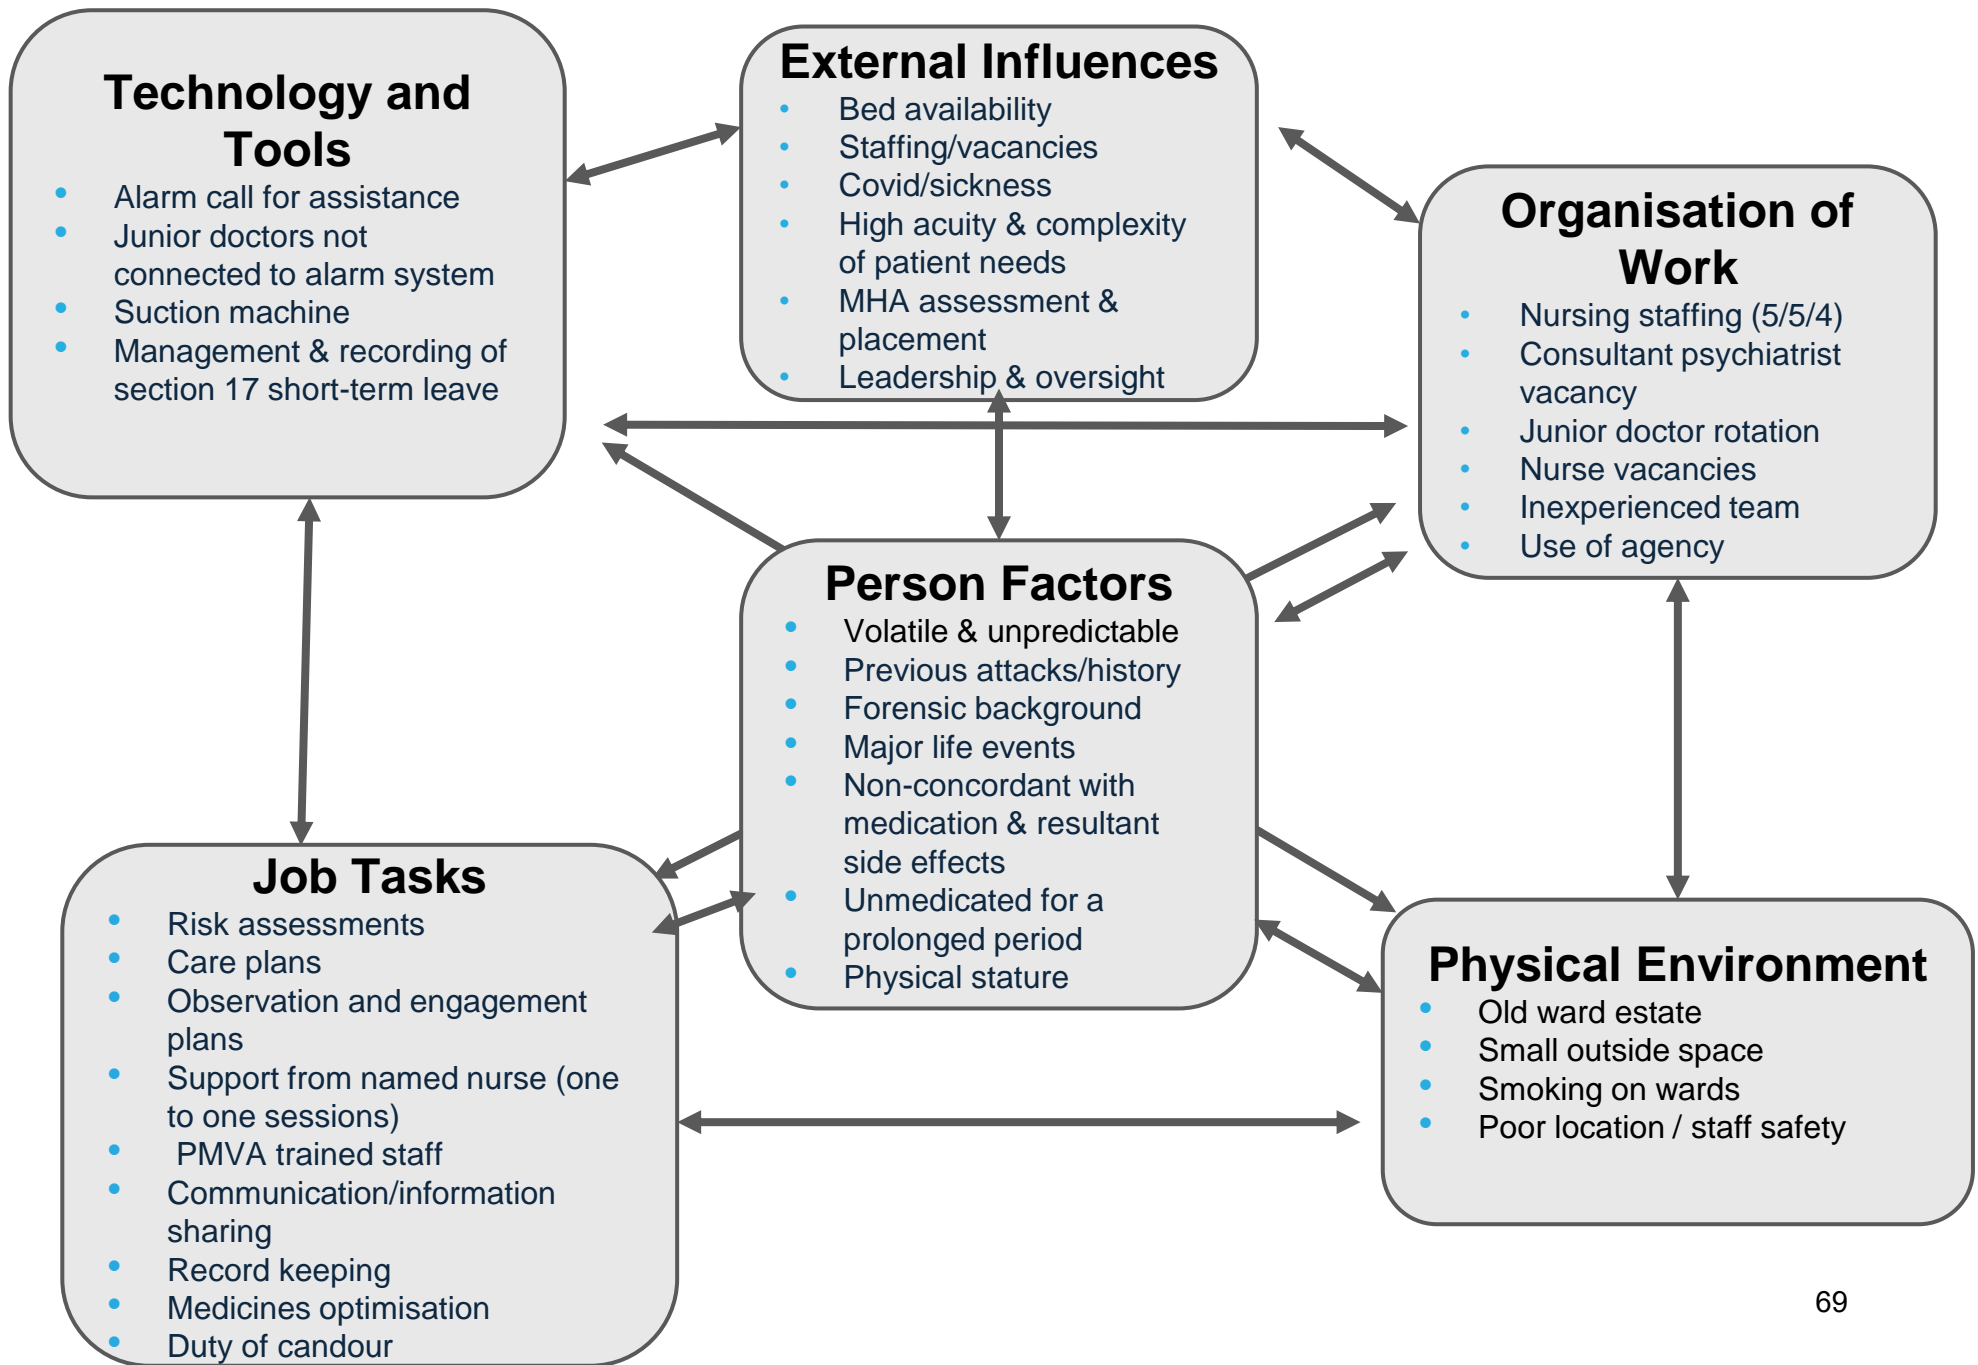 Technology and
Tools
• Alarm call for assistance
• Junior doctors not
connected to alarm system
• Suction machine
• Management & recording of
section 17 short-term leave
External Influences
• Bed availability
• Staffing/vacancies
• Covid/sickness
• High acuity & complexity
of patient needs
• MHA assessment &
placement
• Leadership & oversight
Organisation of
Work
• Nursing staffing (5/5/4)
• Consultant psychiatrist
vacancy
• Junior doctor rotation
• Nurse vacancies
• Inexperienced team
• Use of agency
Person Factors
• Volatile & unpredictable
• Previous attacks/history
• Forensic background
• Major life events
• Non-concordant with
medication & resultant
side effects
• Unmedicated for a
prolonged period
• Physical stature
Job Tasks
• Risk assessments
• Care plans
• Observation and engagement
plans
• Support from named nurse (one
to one sessions)
• PMVA trained staff
• Communication/information
sharing
• Record keeping
• Medicines optimisation
• Duty of candour
Physical Environment
• Old ward estate
• Small outside space
• Smoking on wards
• Poor location / staff safety
69